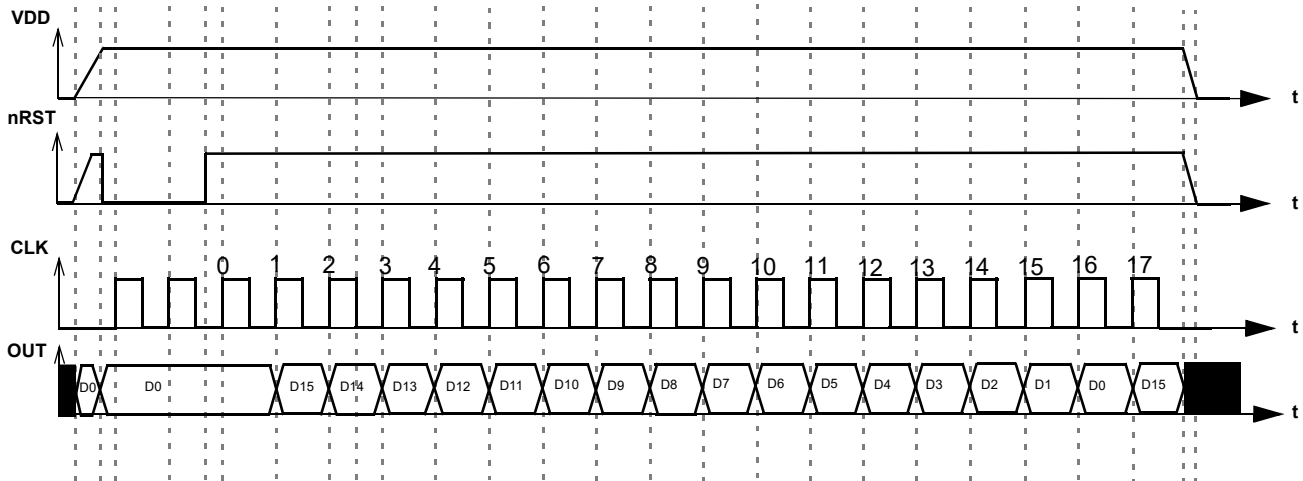 VDD
t
nRST
t
CLK
0 1 2 3 4 5 6 7 8 9 10 11 12 13 14 15 16 17
t
OUT
D0 D0 D15 D14 D13 D12 D11 D10 D9 D8 D7 D6 D5 D4 D3 D2 D1 D0 D15
t